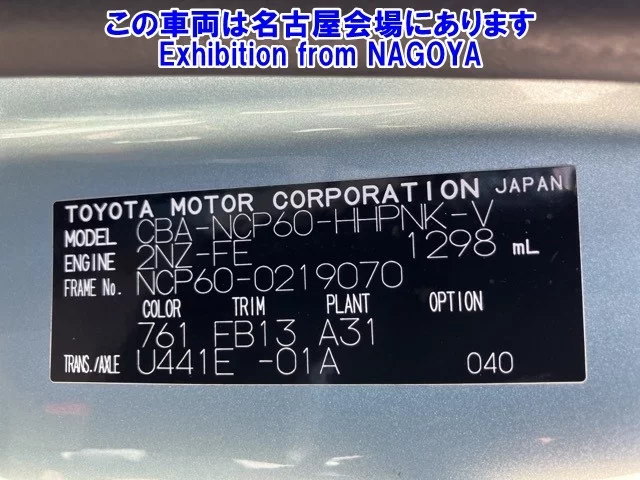 この車両は名古屋会場にあります
Exhibition from NAGOYA
TOYOTA MOTOR CORPORATION JAPAN
MODEL CBA-NCP60-HHPNK-V
ENGINE 2NZ-FE 1298 mL
FRAME No. NCP60-0219070
COLOR TRIM PLANT OPTION
761 FB13 A31
TRANS./AXLE U441E -01A 040